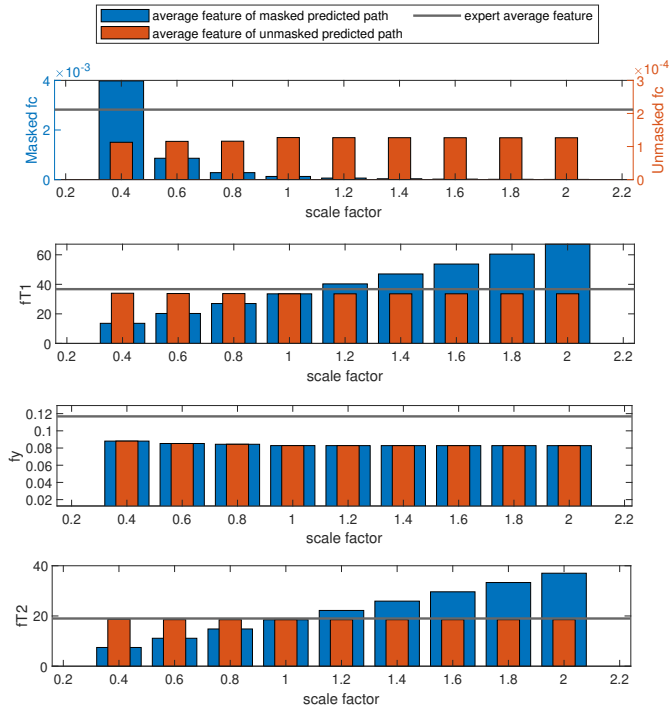 average feature of masked predicted path
expert average feature
average feature of unmasked predicted path
×10^-3
×10^-4
4
2
0
3
2
1
0
Masked fc
Unmasked fc
0.2 0.4 0.6 0.8 1 1.2 1.4 1.6 1.8 2 2.2
scale factor
60
40
20
0
fT1
0.2 0.4 0.6 0.8 1 1.2 1.4 1.6 1.8 2 2.2
scale factor
0.12
0.1
0.08
0.06
0.04
0.02
fy
0.2 0.4 0.6 0.8 1 1.2 1.4 1.6 1.8 2 2.2
scale factor
40
20
0
fT2
0.2 0.4 0.6 0.8 1 1.2 1.4 1.6 1.8 2 2.2
scale factor